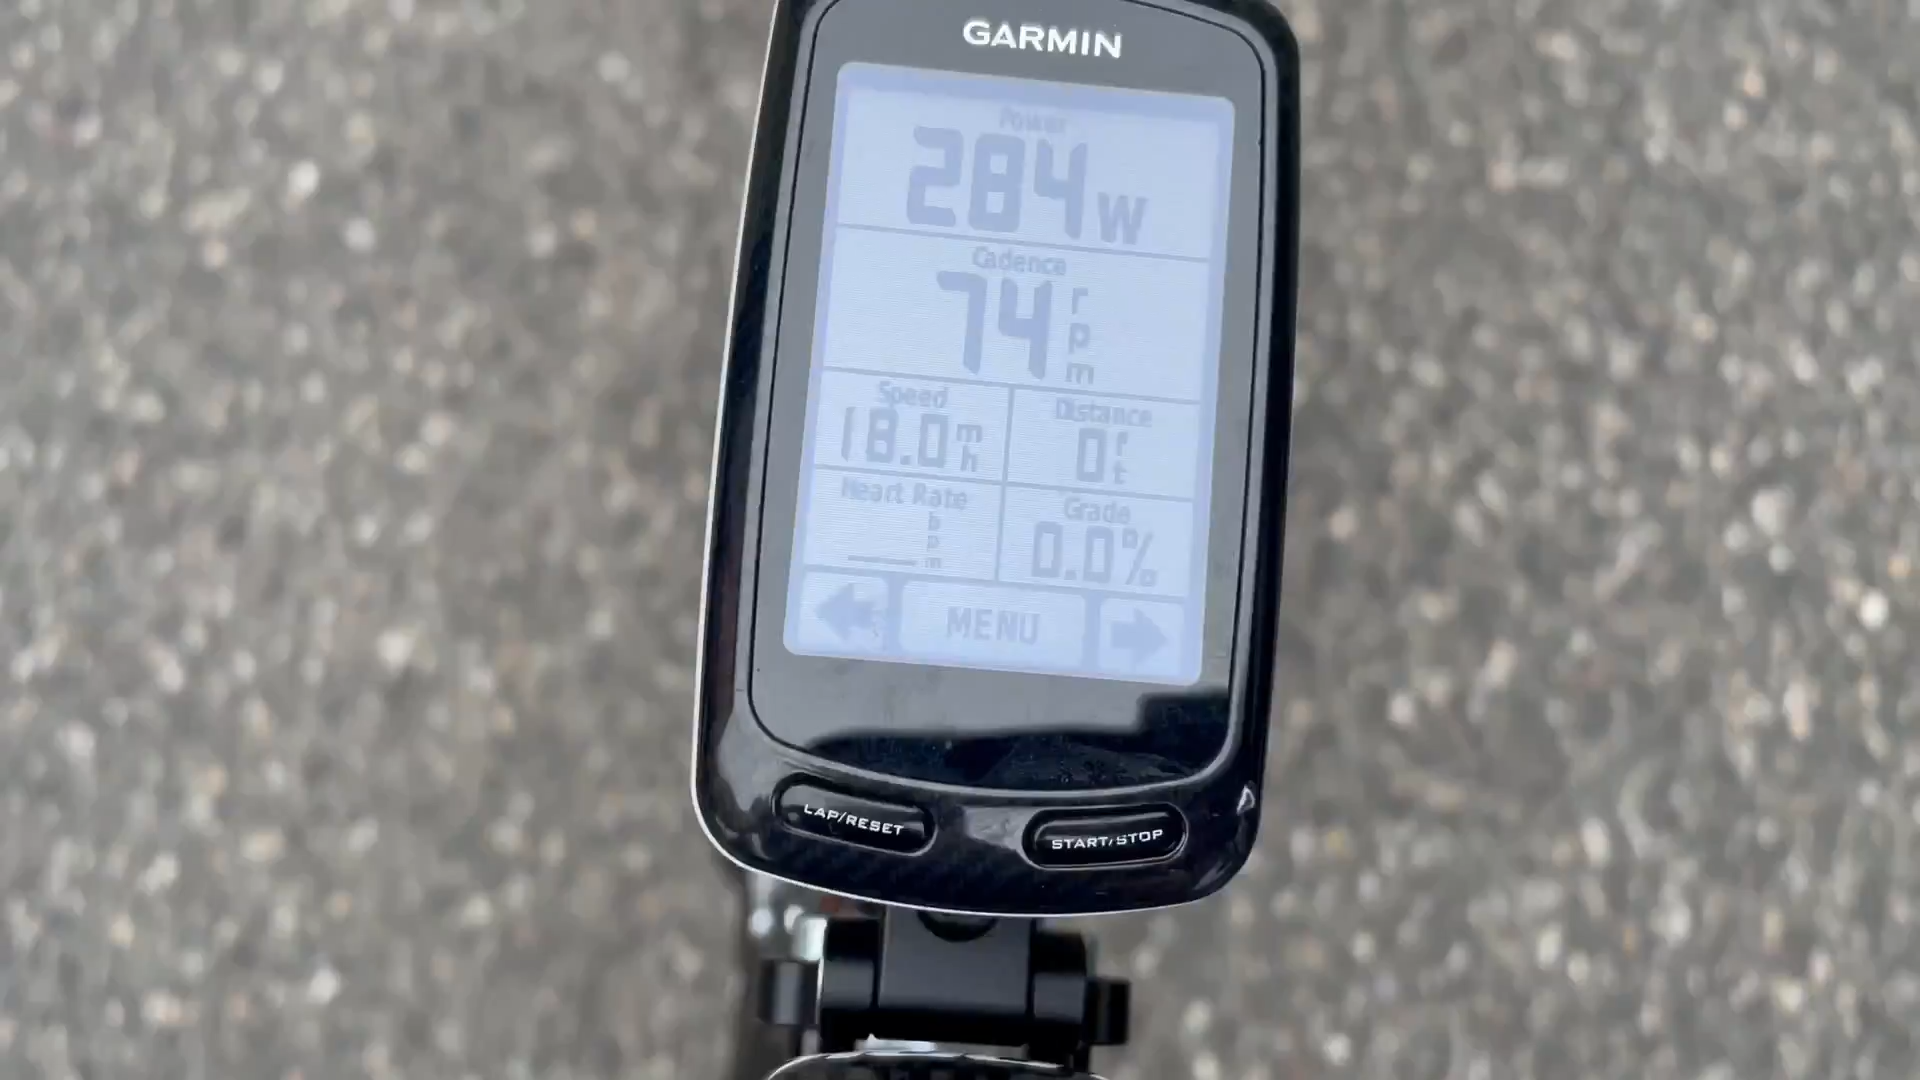 GARMIN
Power
284 W
Cadence
74 rpm
Speed
18.0 mh
Distance
0 ft
Heart Rate
__ bpm
Grade
0.0%
MENU
LAP/RESET
START/STOP